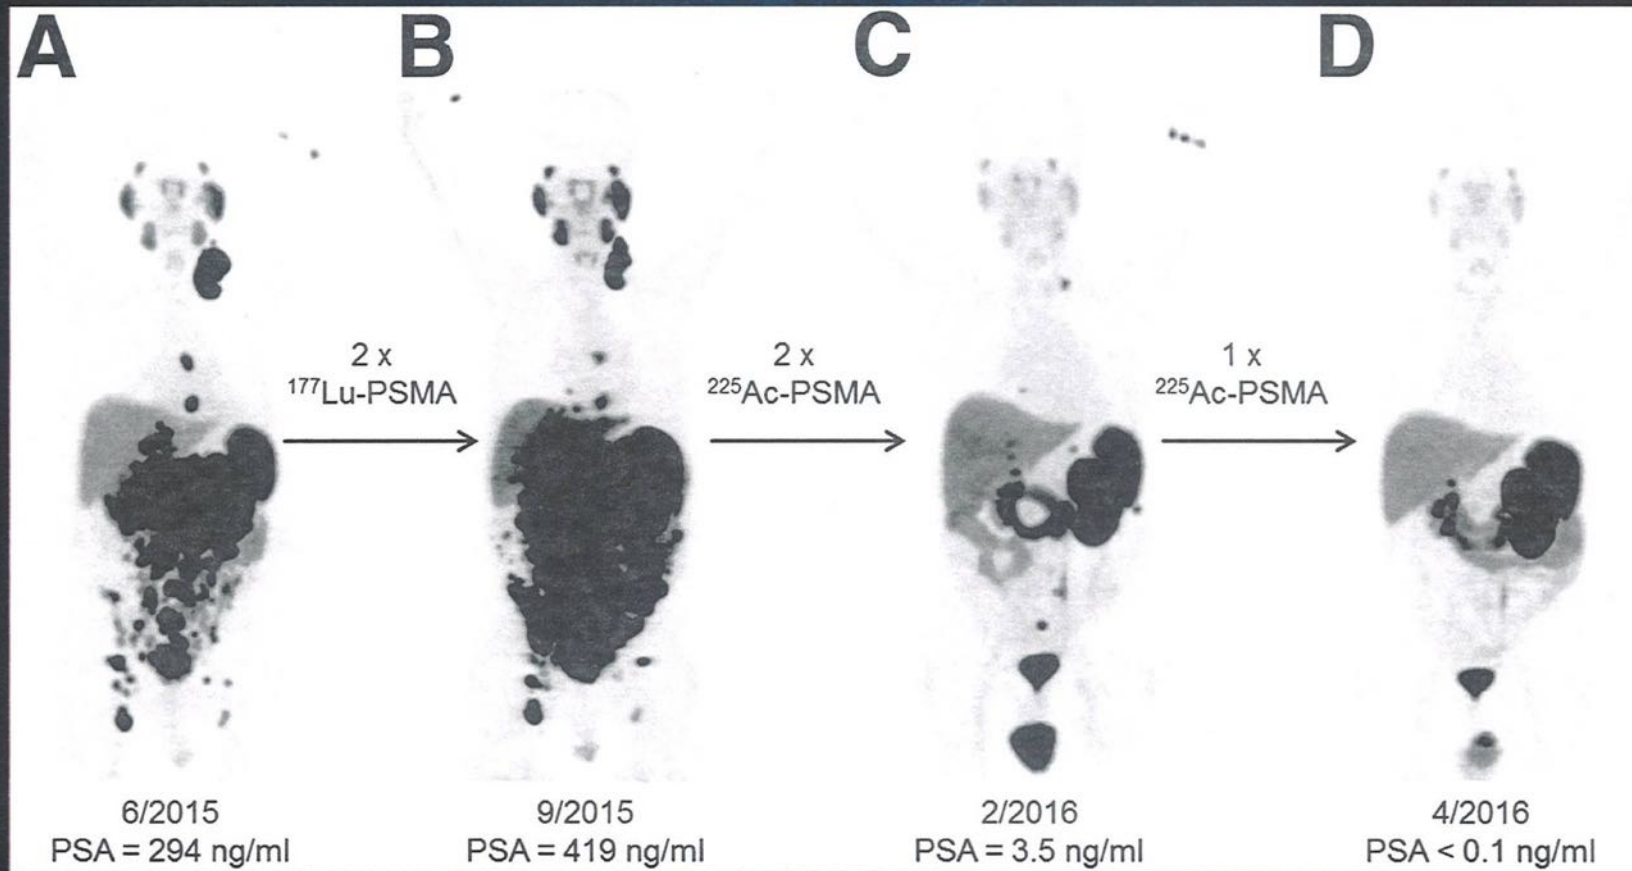 A
B
C
D
2 x
¹⁷⁷Lu-PSMA
2 x
²²⁵Ac-PSMA
1 x
²²⁵Ac-PSMA
6/2015
PSA = 294 ng/ml
9/2015
PSA = 419 ng/ml
2/2016
PSA = 3.5 ng/ml
4/2016
PSA < 0.1 ng/ml